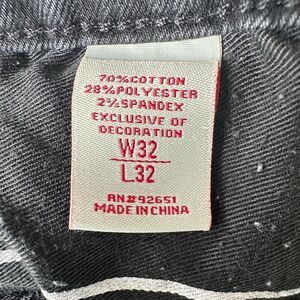 70%COTTON
28%POLYESTER
2%SPANDEX
EXCLUSIVE OF
DECORATION
W32
L32
RN#92651
MADE IN CHINA